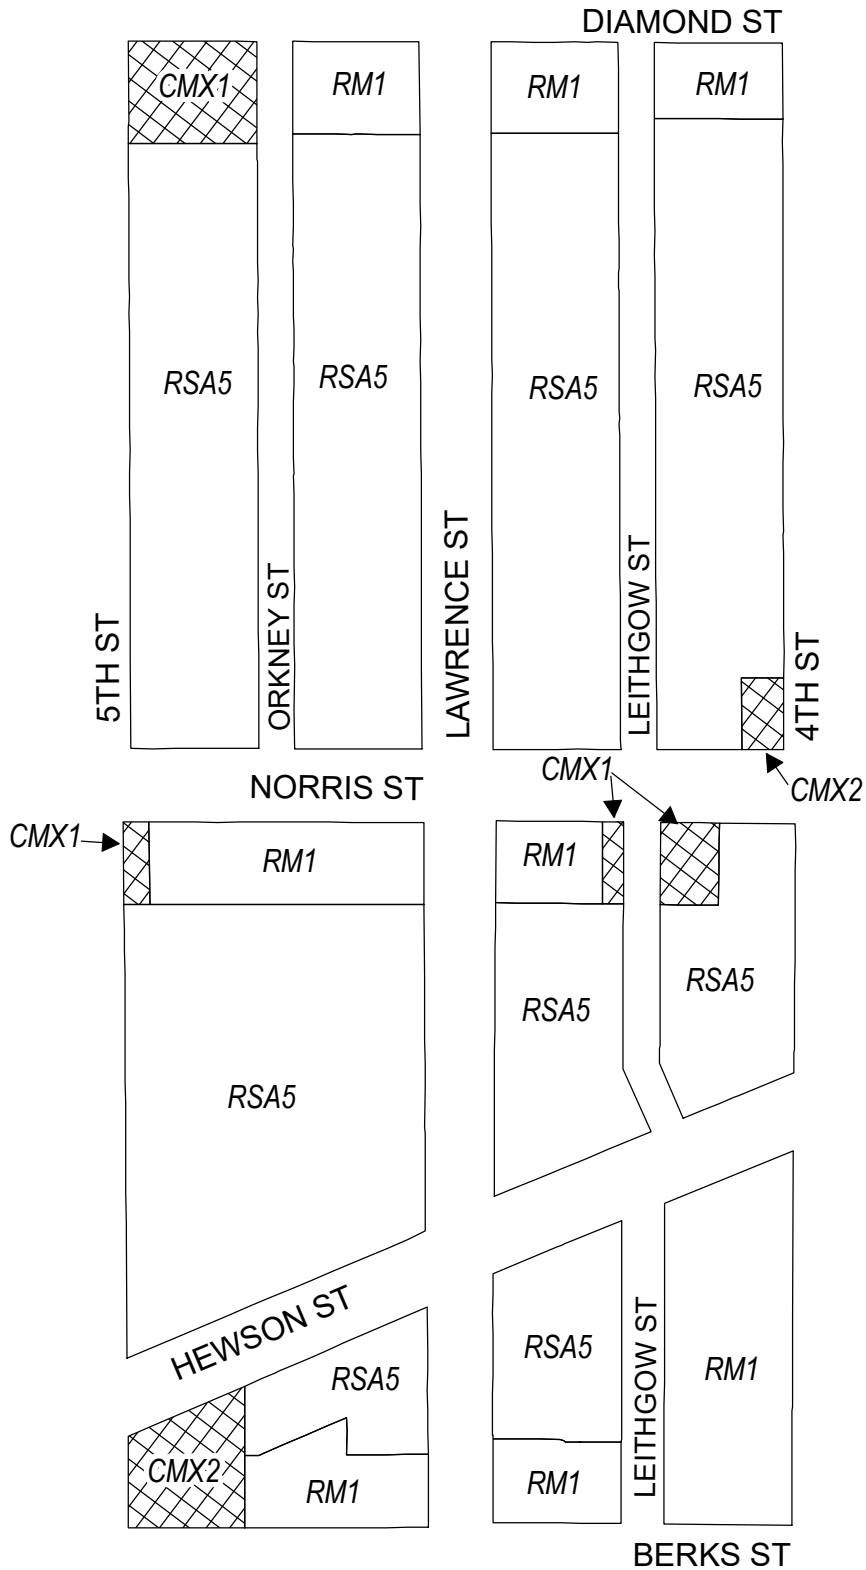 DIAMOND ST
CMX1
RM1
RM1
RM1
RSA5
RSA5
RSA5
RSA5
5TH ST
ORKNEY ST
LAWRENCE ST
LEITHGOW ST
4TH ST
NORRIS ST
CMX1
CMX2
CMX1
RM1
RM1
RSA5
RSA5
RSA5
HEWSON ST
RSA5
RSA5
LEITHGOW ST
RM1
CMX2
RM1
RM1
BERKS ST